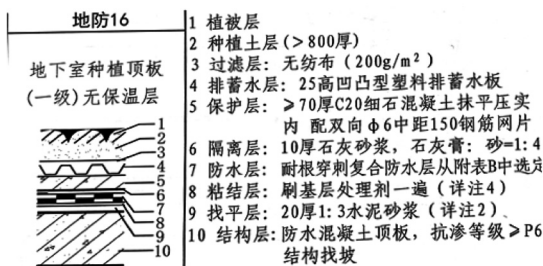 地防16
地下室种植顶板
(一级)无保温层
1
2
3
4
5
6
7
8
9
10
1 植被层
2 种植土层(>800厚)
3 过滤层: 无纺布(200g/m²)
4 排蓄水层: 25高凹凸型塑料排蓄水板
5 保护层: ≥70厚C20细石混凝土抹平压实
内 配双向φ6中距150钢筋网片
6 隔离层: 10厚石灰砂浆, 石灰膏: 砂=1: 4
7 防水层: 耐根穿刺复合防水层从附表B中选定
8 粘结层: 刷基层处理剂一遍(详注4)
9 找平层: 20厚1: 3水泥砂浆(详注2)
10 结构层: 防水混凝土顶板, 抗渗等级≥P6
结构找坡